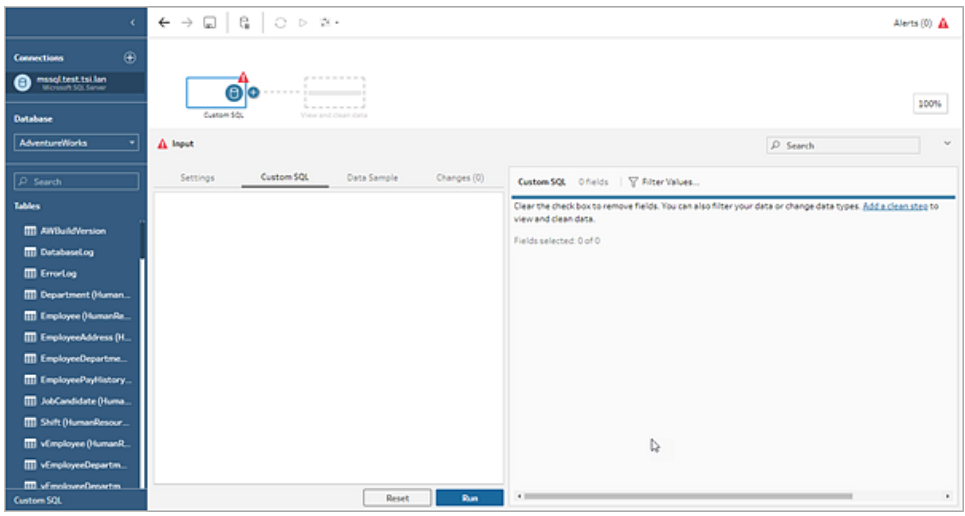 Alerts (0)
Connections
mssql.test.tsi.lan
Microsoft SQL Server
Custom SQL
View and clean data
100%
Database
AdventureWorks
Input
Search
Settings
Custom SQL
Data Sample
Changes (0)
Custom SQL 0 fields Filter Values...
Clear the check box to remove fields. You can also filter your data or change data types. Add a clean step to
view and clean data.
Fields selected: 0 of 0
Search
Tables
AWBuildVersion
DatabaseLog
ErrorLog
Department (Human...
Employee (HumanRe...
EmployeeAddress (H...
EmployeeDepartme...
EmployeePayHistory...
JobCandidate (Huma...
Shift (HumanResour...
vEmployee (HumanR...
vEmployeeDepartm...
vEmployeeDepartm
Custom SQL
Reset
Run